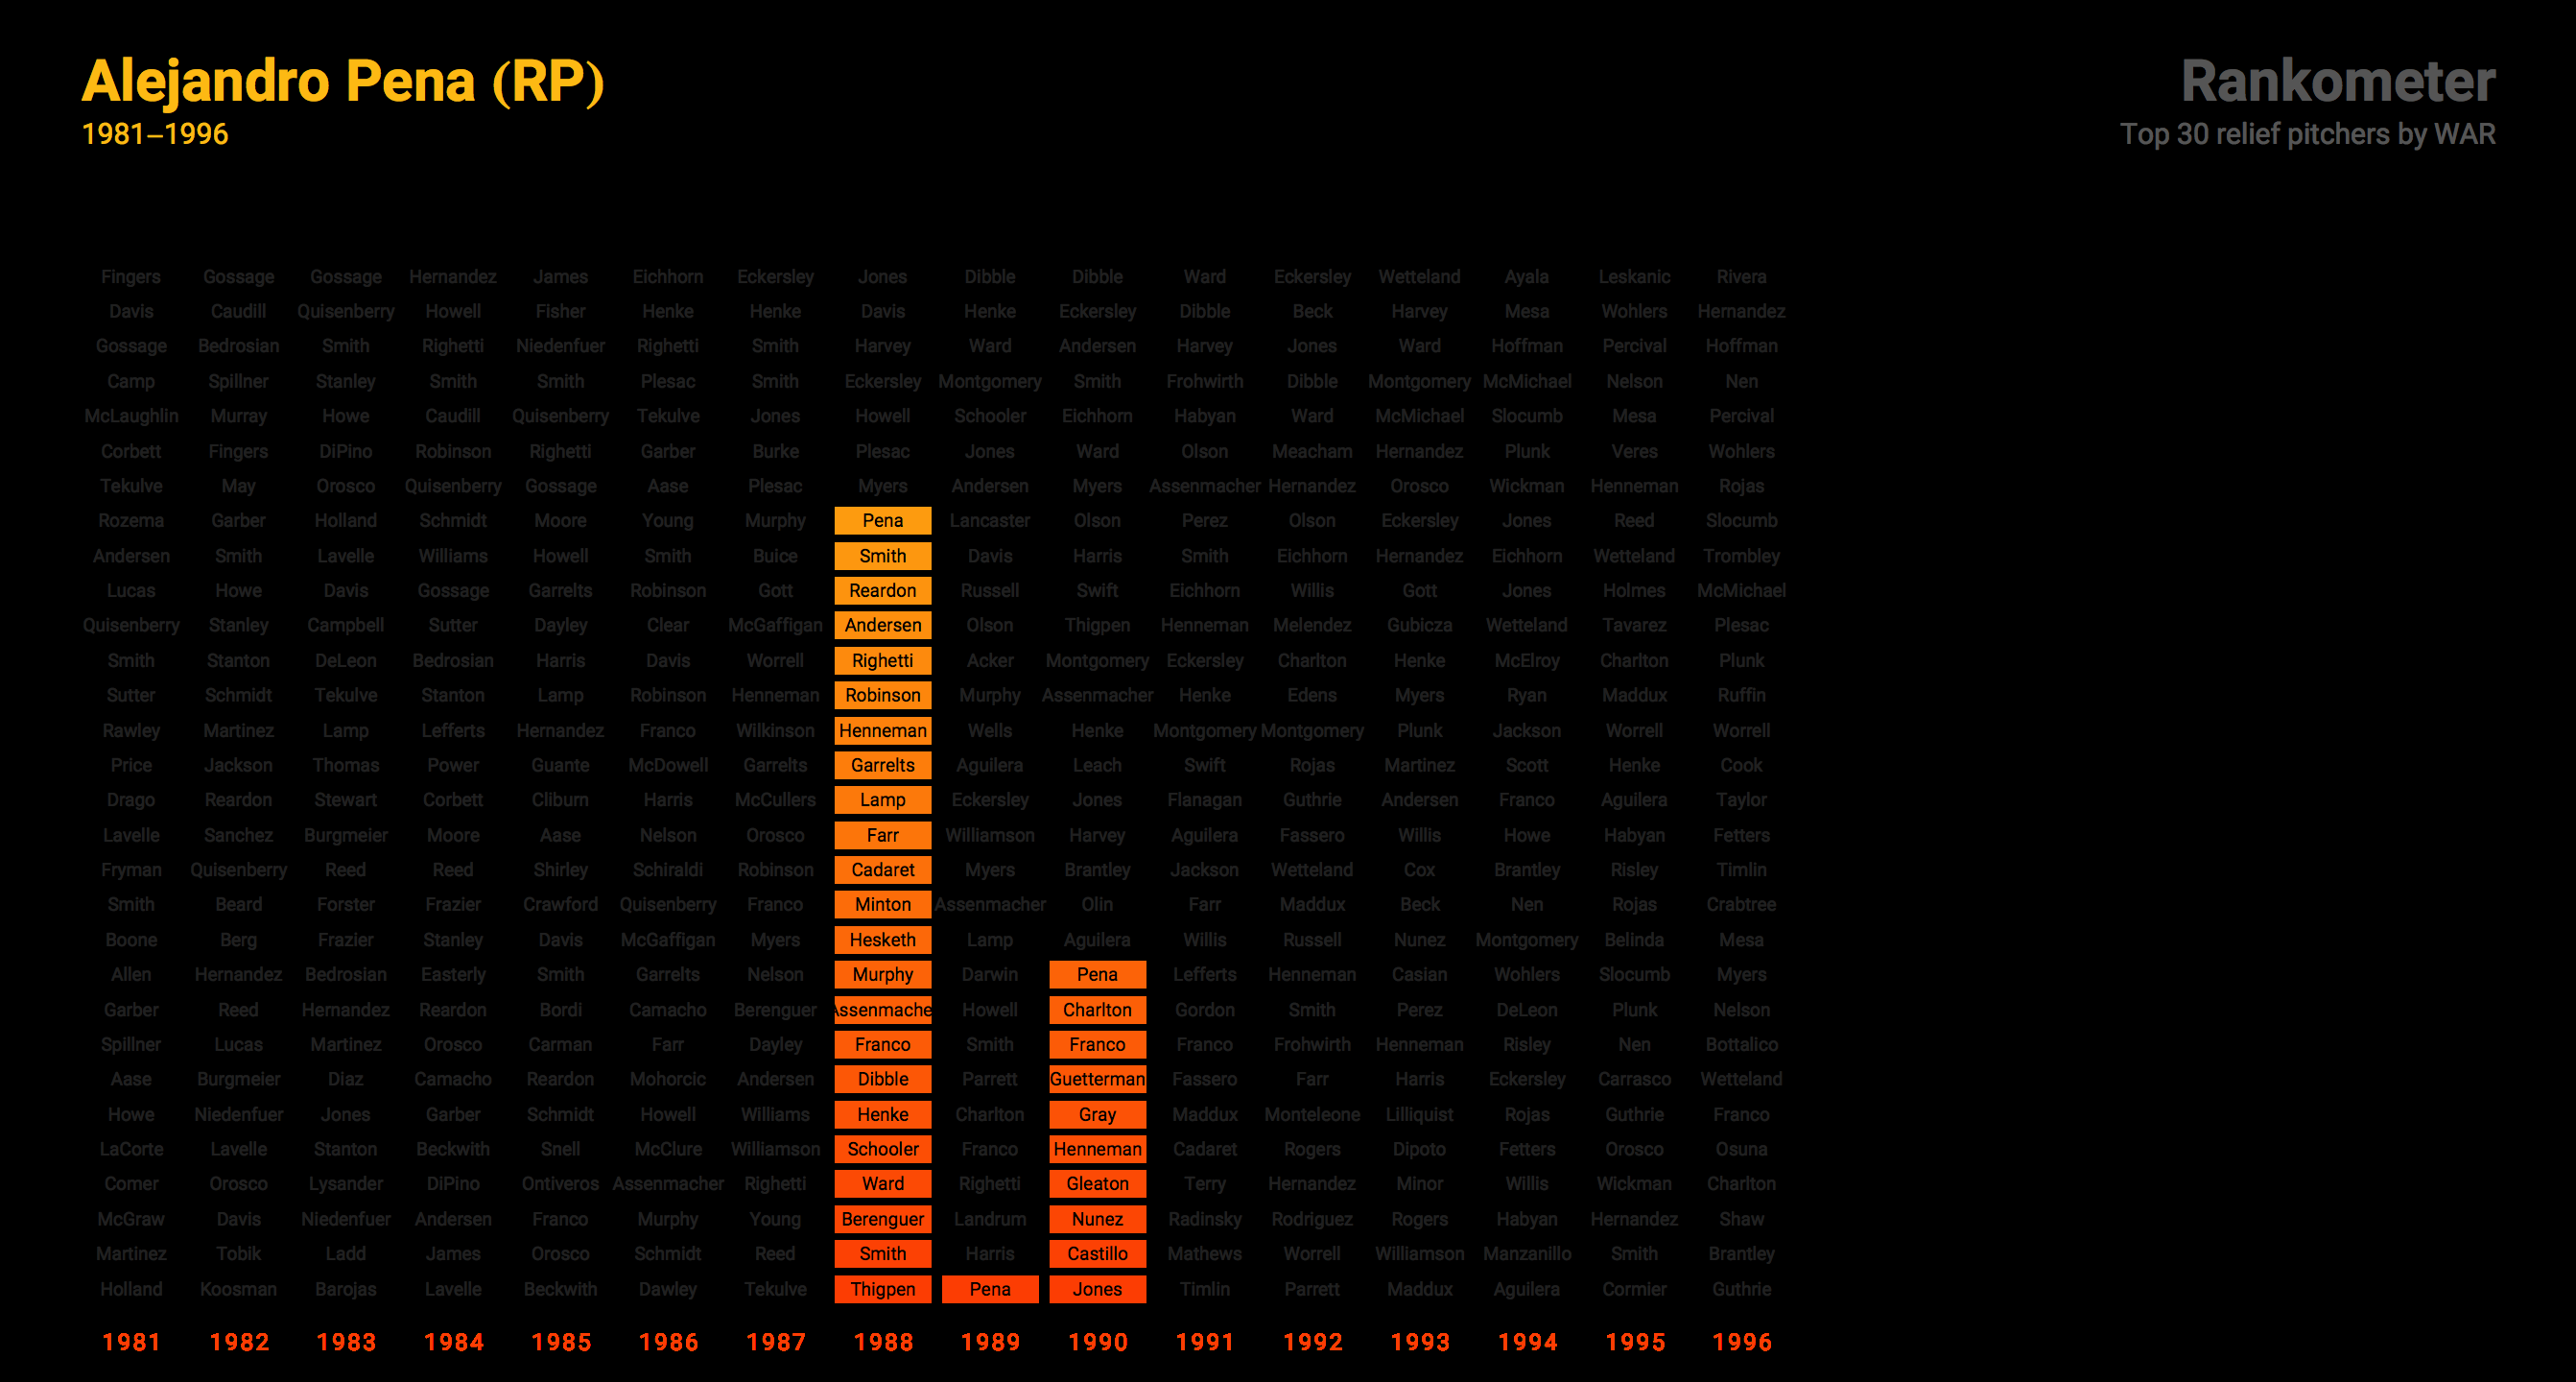 Alejandro Pena (RP)
1981–1996
Rankometer
Top 30 relief pitchers by WAR
Fingers Gossage Gossage Hernandez James Eichhorn Eckersley Jones Dibble Dibble Ward Eckersley Wetteland Ayala Leskanic Rivera
Davis Caudill Quisenberry Howell Fisher Henke Henke Davis Henke Eckersley Dibble Beck Harvey Mesa Wohlers Hernandez
Gossage Bedrosian Smith Righetti Niedenfuer Righetti Smith Harvey Ward Andersen Harvey Jones Ward Hoffman Percival Hoffman
Camp Spillner Stanley Smith Smith Plesac Smith Eckersley Montgomery Smith Frohwirth Dibble Montgomery McMichael Nelson Nen
McLaughlin Murray Howe Caudill Quisenberry Tekulve Jones Howell Schooler Eichhorn Habyan Ward McMichael Slocumb Mesa Percival
Corbett Fingers DiPino Robinson Righetti Garber Burke Plesac Jones Ward Olson Meacham Hernandez Plunk Veres Wohlers
Tekulve May Orosco Quisenberry Gossage Aase Plesac Myers Andersen Myers Assenmacher Hernandez Orosco Wickman Henneman Rojas
Rozema Garber Holland Schmidt Moore Young Murphy Pena Lancaster Olson Perez Olson Eckersley Jones Reed Slocumb
Andersen Smith Lavelle Williams Howell Smith Buice Smith Davis Harris Smith Eichhorn Hernandez Eichhorn Wetteland Trombley
Lucas Howe Davis Gossage Garrelts Robinson Gott Reardon Russell Swift Eichhorn Willis Gott Jones Holmes McMichael
Quisenberry Stanley Campbell Sutter Dayley Clear McGaffigan Andersen Olson Thigpen Henneman Melendez Gubicza Wetteland Tavarez Plesac
Smith Stanton DeLeon Bedrosian Harris Davis Worrell Righetti Acker Montgomery Eckersley Charlton Henke McElroy Charlton Plunk
Sutter Schmidt Tekulve Stanton Lamp Robinson Henneman Robinson Murphy Assenmacher Henke Edens Myers Ryan Maddux Ruffin
Rawley Martinez Lamp Lefferts Hernandez Franco Wilkinson Henneman Wells Henke Montgomery Montgomery Plunk Jackson Worrell Worrell
Price Jackson Thomas Power Guante McDowell Garrelts Garrelts Aguilera Leach Swift Rojas Martinez Scott Henke Cook
Drago Reardon Stewart Corbett Cliburn Harris McCullers Lamp Eckersley Jones Flanagan Guthrie Andersen Franco Aguilera Taylor
Lavelle Sanchez Burgmeier Moore Aase Nelson Orosco Farr Williamson Harvey Aguilera Fassero Willis Howe Habyan Fetters
Fryman Quisenberry Reed Reed Shirley Schiraldi Robinson Cadaret Myers Brantley Jackson Wetteland Cox Brantley Risley Timlin
Smith Beard Forster Frazier Crawford Quisenberry Franco Minton Assenmacher Olin Farr Maddux Beck Nen Rojas Crabtree
Boone Berg Frazier Stanley Davis McGaffigan Myers Hesketh Lamp Aguilera Willis Russell Nunez Montgomery Belinda Mesa
Allen Hernandez Bedrosian Easterly Smith Garrelts Nelson Murphy Darwin Pena Lefferts Henneman Casian Wohlers Slocumb Myers
Garber Reed Hernandez Reardon Bordi Camacho Berenguer Assenmache Howell Charlton Gordon Smith Perez DeLeon Plunk Nelson
Spillner Lucas Martinez Orosco Carman Farr Dayley Franco Smith Franco Franco Frohwirth Henneman Risley Nen Bottalico
Aase Burgmeier Diaz Camacho Reardon Mohorcic Andersen Dibble Parrett Guetterman Fassero Farr Harris Eckersley Carrasco Wetteland
Howe Niedenfuer Jones Garber Schmidt Howell Williams Henke Charlton Gray Maddux Monteleone Lilliquist Rojas Guthrie Franco
LaCorte Lavelle Stanton Beckwith Snell McClure Williamson Schooler Franco Henneman Cadaret Rogers Dipoto Fetters Orosco Osuna
Comer Orosco Lysander DiPino Ontiveros Assenmacher Righetti Ward Righetti Gleaton Terry Hernandez Minor Willis Wickman Charlton
McGraw Davis Niedenfuer Andersen Franco Murphy Young Berenguer Landrum Nunez Radinsky Rodriguez Rogers Habyan Hernandez Shaw
Martinez Tobik Ladd James Orosco Schmidt Reed Smith Harris Castillo Mathews Worrell Williamson Manzanillo Smith Brantley
Holland Koosman Barojas Lavelle Beckwith Dawley Tekulve Thigpen Pena Jones Timlin Parrett Maddux Aguilera Cormier Guthrie
1981 1982 1983 1984 1985 1986 1987 1988 1989 1990 1991 1992 1993 1994 1995 1996